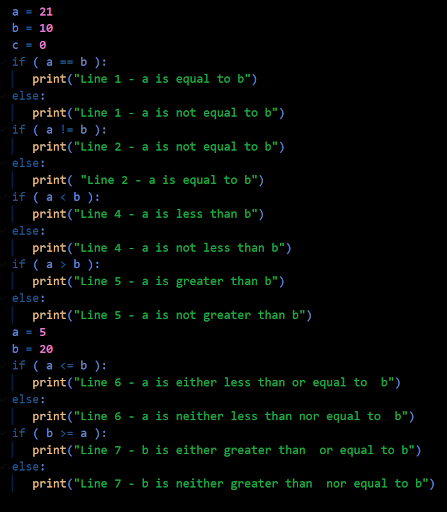 a = 21
b = 10
c = 0
if ( a == b ):
   print("Line 1 - a is equal to b")
else:
   print("Line 1 - a is not equal to b")
if ( a != b ):
   print("Line 2 - a is not equal to b")
else:
   print( "Line 2 - a is equal to b")
if ( a < b ):
   print("Line 4 - a is less than b")
else:
   print("Line 4 - a is not less than b")
if ( a > b ):
   print("Line 5 - a is greater than b")
else:
   print("Line 5 - a is not greater than b")
a = 5
b = 20
if ( a <= b ):
   print("Line 6 - a is either less than or equal to  b")
else:
   print("Line 6 - a is neither less than nor equal to  b")
if ( b >= a ):
   print("Line 7 - b is either greater than  or equal to b")
else:
   print("Line 7 - b is neither greater than  nor equal to b")